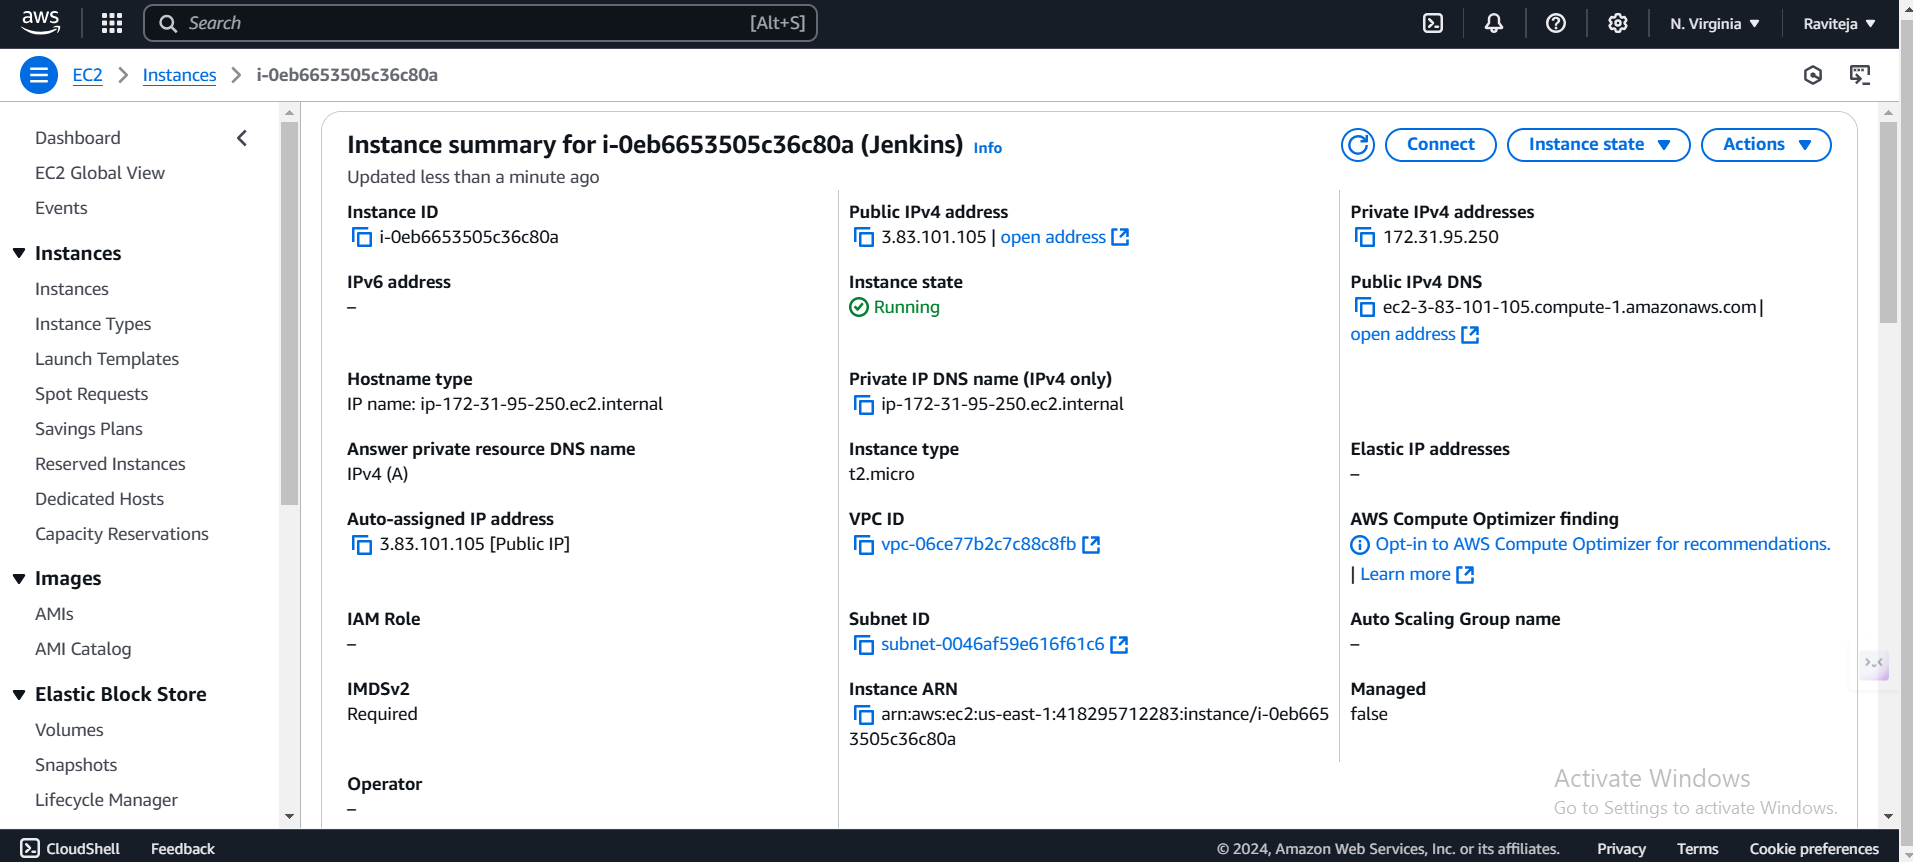 aws
Search [Alt+S]
N. Virginia ▼
Raviteja ▼
EC2 > Instances > i-0eb6653505c36c80a
Dashboard
EC2 Global View
Events
Instances
Instances
Instance Types
Launch Templates
Spot Requests
Savings Plans
Reserved Instances
Dedicated Hosts
Capacity Reservations
Images
AMIs
AMI Catalog
Elastic Block Store
Volumes
Snapshots
Lifecycle Manager
Instance summary for i-0eb6653505c36c80a (Jenkins) Info
Updated less than a minute ago
Connect
Instance state ▼
Actions ▼
Instance ID
i-0eb6653505c36c80a
Public IPv4 address
3.83.101.105 | open address
Private IPv4 addresses
172.31.95.250
IPv6 address
–
Instance state
Running
Public IPv4 DNS
ec2-3-83-101-105.compute-1.amazonaws.com |
open address
Hostname type
IP name: ip-172-31-95-250.ec2.internal
Private IP DNS name (IPv4 only)
ip-172-31-95-250.ec2.internal
Answer private resource DNS name
IPv4 (A)
Instance type
t2.micro
Elastic IP addresses
–
Auto-assigned IP address
3.83.101.105 [Public IP]
VPC ID
vpc-06ce77b2c7c88c8fb
AWS Compute Optimizer finding
Opt-in to AWS Compute Optimizer for recommendations.
| Learn more
IAM Role
–
Subnet ID
subnet-0046af59e616f61c6
Auto Scaling Group name
–
IMDSv2
Required
Instance ARN
arn:aws:ec2:us-east-1:418295712283:instance/i-0eb665
3505c36c80a
Managed
false
Operator
–
Activate Windows
Go to Settings to activate Windows.
CloudShell
Feedback
© 2024, Amazon Web Services, Inc. or its affiliates.
Privacy
Terms
Cookie preferences